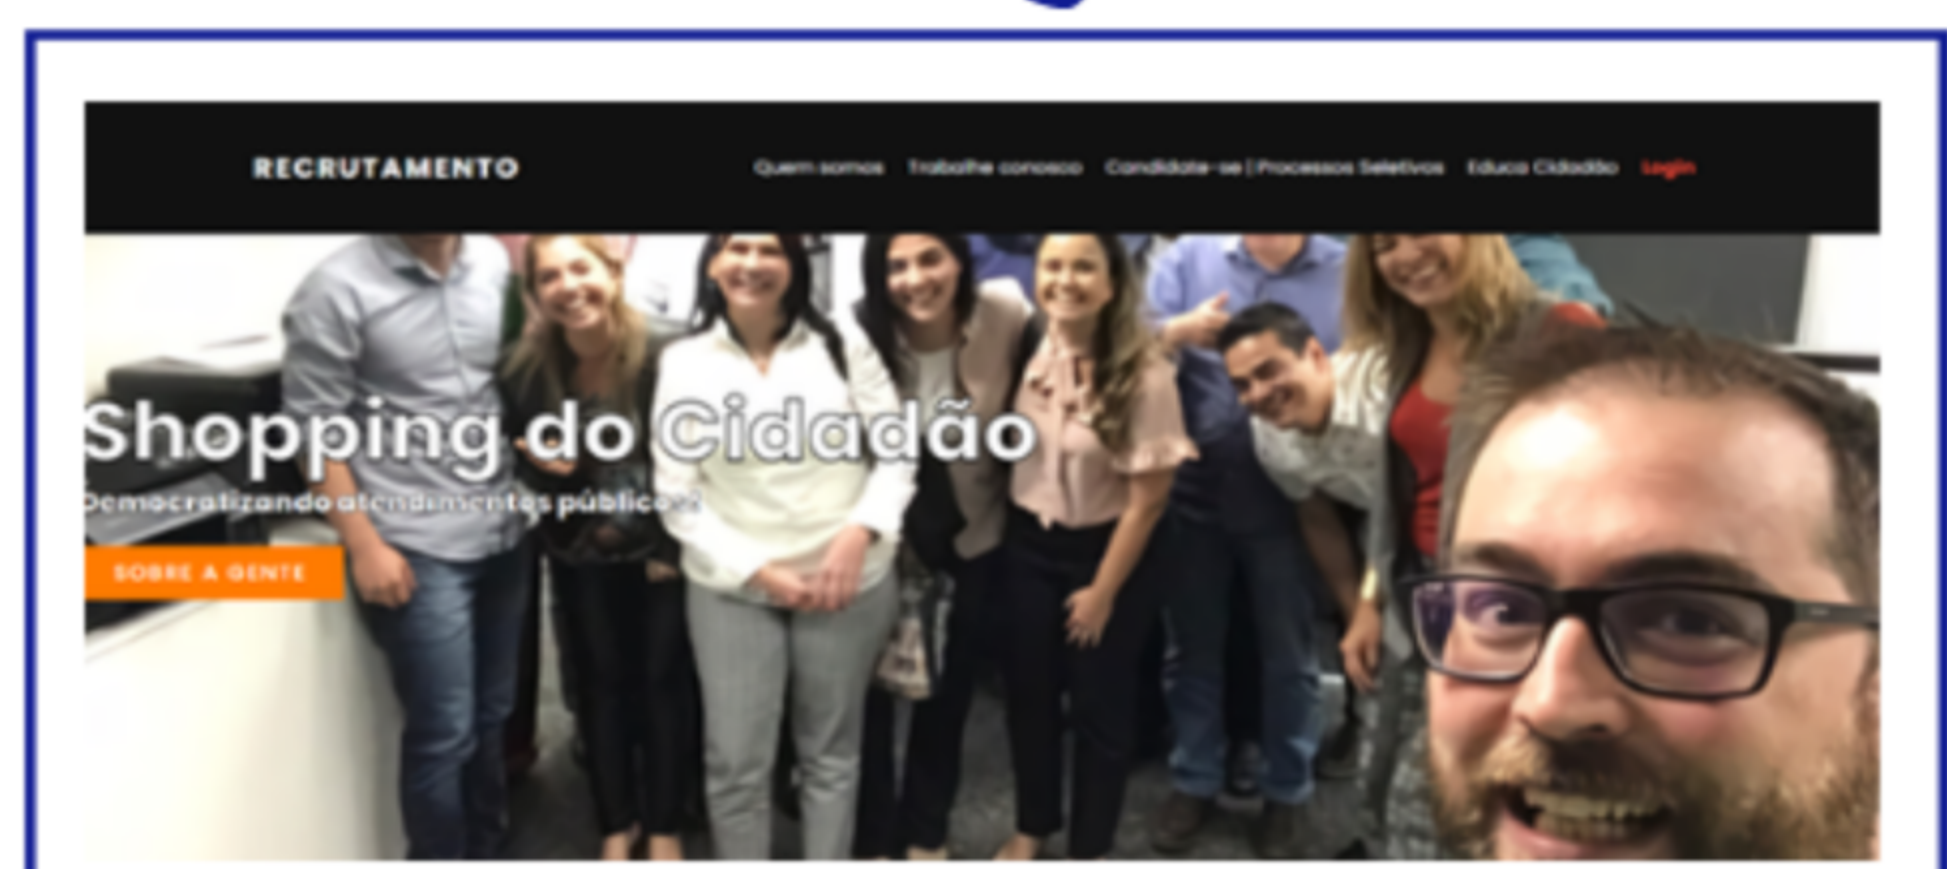 RECRUTAMENTO
Quem somos Trabalhe conosco Candidate-se | Processos Seletivos Educa Cidadão Login
Shopping do Cidadão
Democratizando atendimentos públicos!
SOBRE A GENTE